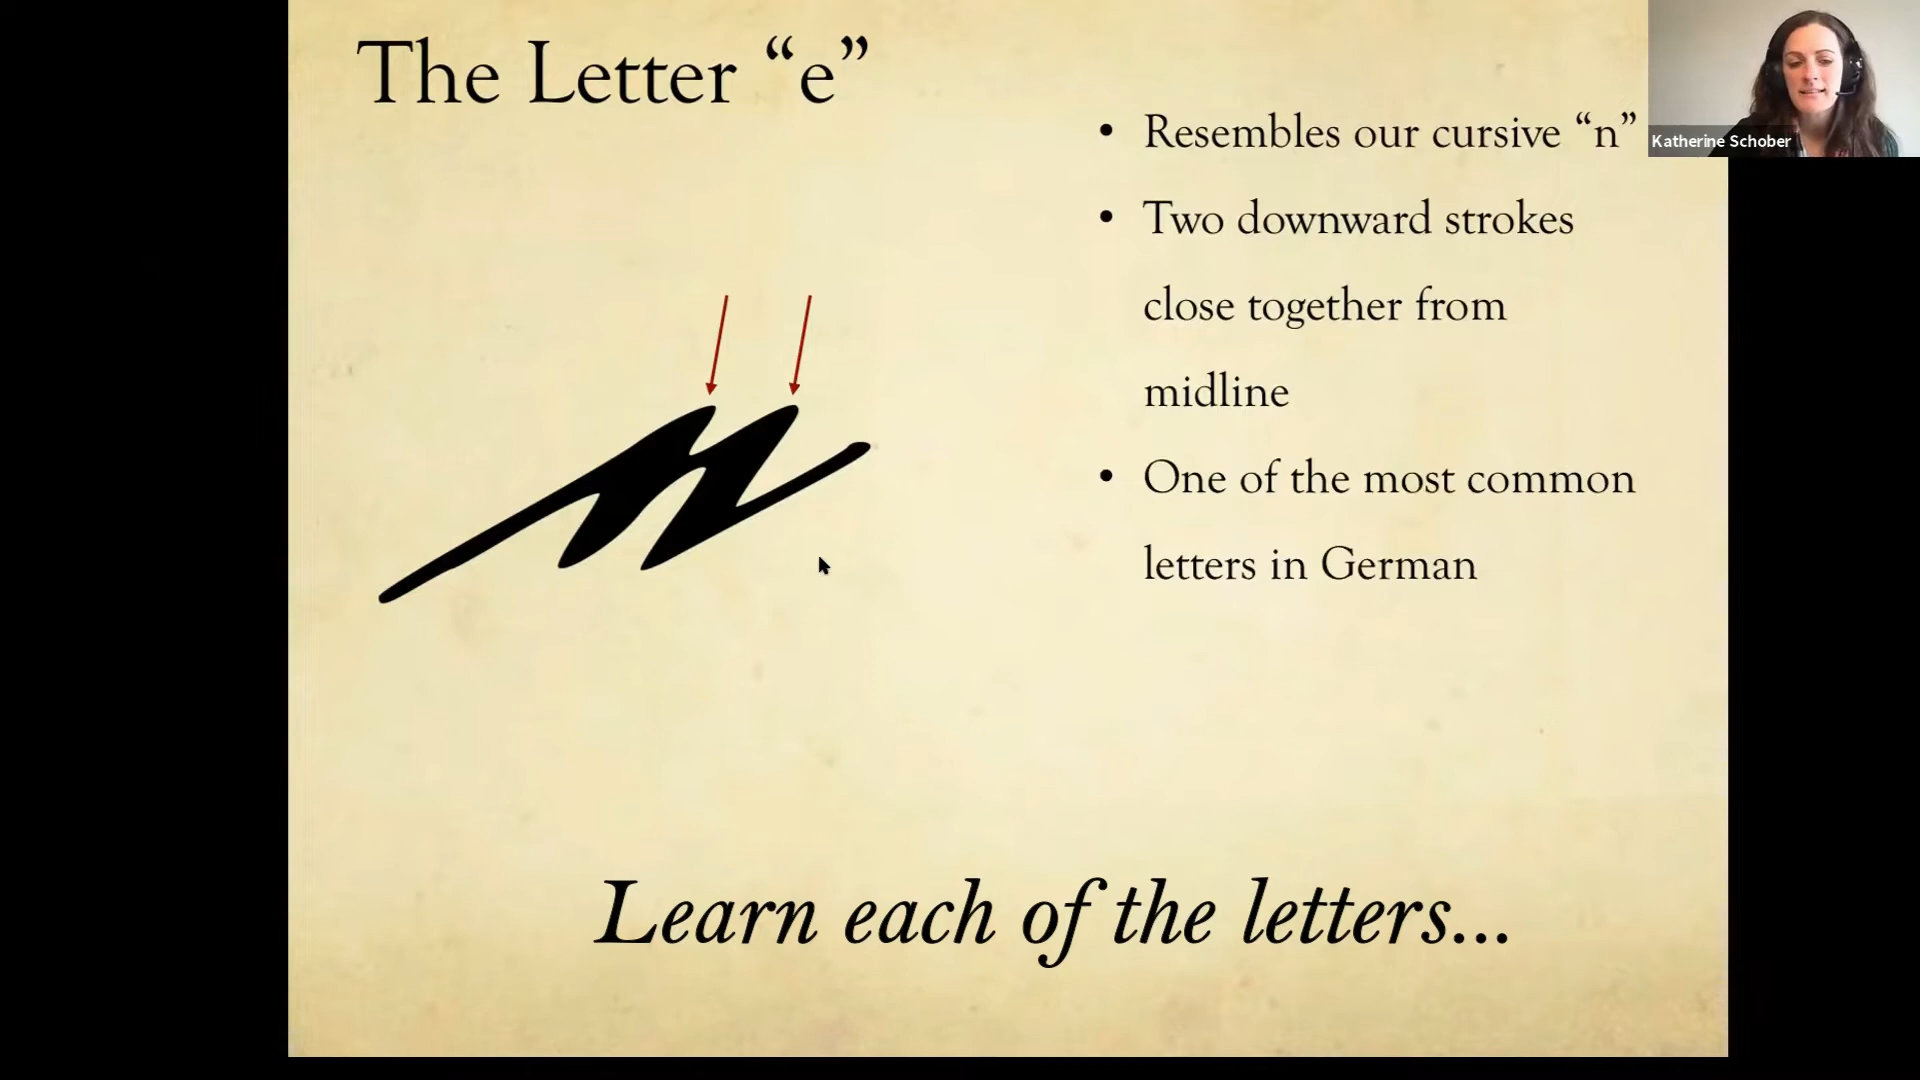 The Letter “e”
• Resembles our cursive “n”
• Two downward strokes
close together from
midline
• One of the most common
letters in German
Learn each of the letters...
Katherine Schober